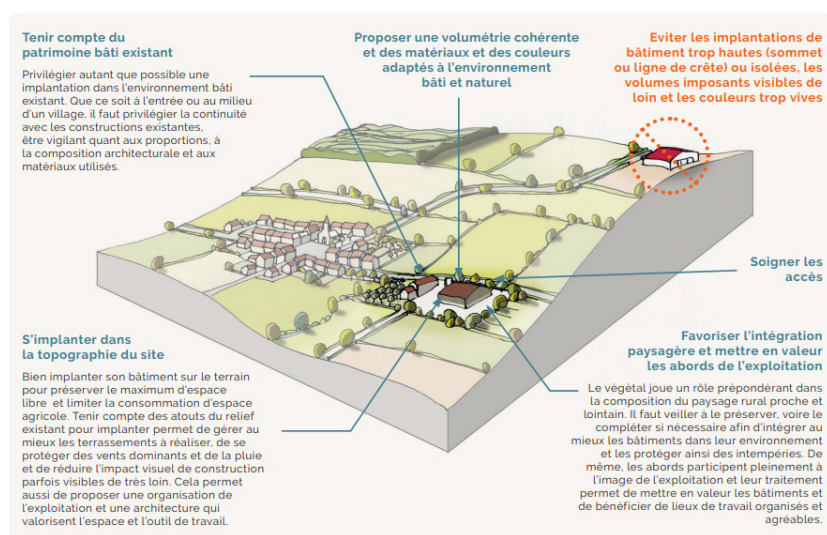 Tenir compte du
patrimoine bâti existant
Privilégier autant que possible une
implantation dans l'environnement bâti
existant. Que ce soit à l'entrée ou au milieu
d'un village, il faut privilégier la continuité
avec les constructions existantes,
être vigilant quant aux proportions, à
la composition architecturale et aux
matériaux utilisés.
Proposer une volumétrie cohérente
et des matériaux et des couleurs
adaptés à l'environnement
bâti et naturel
Eviter les implantations de
bâtiment trop hautes (sommet
ou ligne de crête) ou isolées, les
volumes imposants visibles de
loin et les couleurs trop vives
Soigner les
accès
S'implanter dans
la topographie du site
Bien implanter son bâtiment sur le terrain
pour préserver le maximum d'espace
libre et limiter la consommation d'espace
agricole. Tenir compte des atouts du relief
existant pour implanter permet de gérer au
mieux les terrassements à réaliser, de se
protéger des vents dominants et de la pluie
et de réduire l'impact visuel de construction
parfois visibles de très loin. Cela permet
aussi de proposer une organisation de
l'exploitation et une architecture qui
valorisent l'espace et l'outil de travail.
Favoriser l'intégration
paysagère et mettre en valeur
les abords de l'exploitation
Le végétal joue un rôle prépondérant dans
la composition du paysage rural proche et
lointain. Il faut veiller à le préserver, voire le
compléter si nécessaire afin d'intégrer au
mieux les bâtiments dans leur environnement
et les protéger ainsi des intempéries. De
même, les abords participent pleinement à
l'image de l'exploitation et leur traitement
permet de mettre en valeur les bâtiments et
de bénéficier de lieux de travail organisés et
agréables.